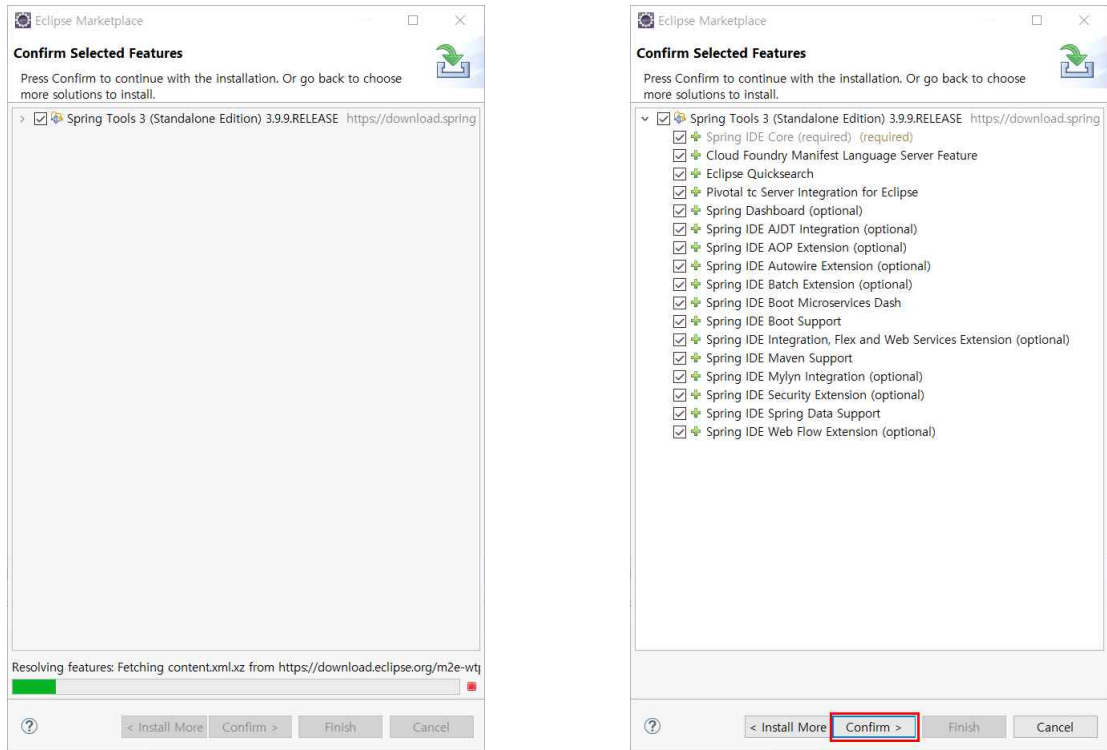 Eclipse Marketplace
Confirm Selected Features
Press Confirm to continue with the installation. Or go back to choose
more solutions to install.
Spring Tools 3 (Standalone Edition) 3.9.9.RELEASE https://download.spring
Resolving features: Fetching content.xml.xz from https://download.eclipse.org/m2e-wtp
< Install More
Confirm >
Finish
Cancel
Eclipse Marketplace
Confirm Selected Features
Press Confirm to continue with the installation. Or go back to choose
more solutions to install.
Spring Tools 3 (Standalone Edition) 3.9.9.RELEASE https://download.spring
Spring IDE Core (required) (required)
Cloud Foundry Manifest Language Server Feature
Eclipse Quicksearch
Pivotal tc Server Integration for Eclipse
Spring Dashboard (optional)
Spring IDE AJDT Integration (optional)
Spring IDE AOP Extension (optional)
Spring IDE Autowire Extension (optional)
Spring IDE Batch Extension (optional)
Spring IDE Boot Microservices Dash
Spring IDE Boot Support
Spring IDE Integration, Flex and Web Services Extension (optional)
Spring IDE Maven Support
Spring IDE Mylyn Integration (optional)
Spring IDE Security Extension (optional)
Spring IDE Spring Data Support
Spring IDE Web Flow Extension (optional)
< Install More
Confirm >
Finish
Cancel